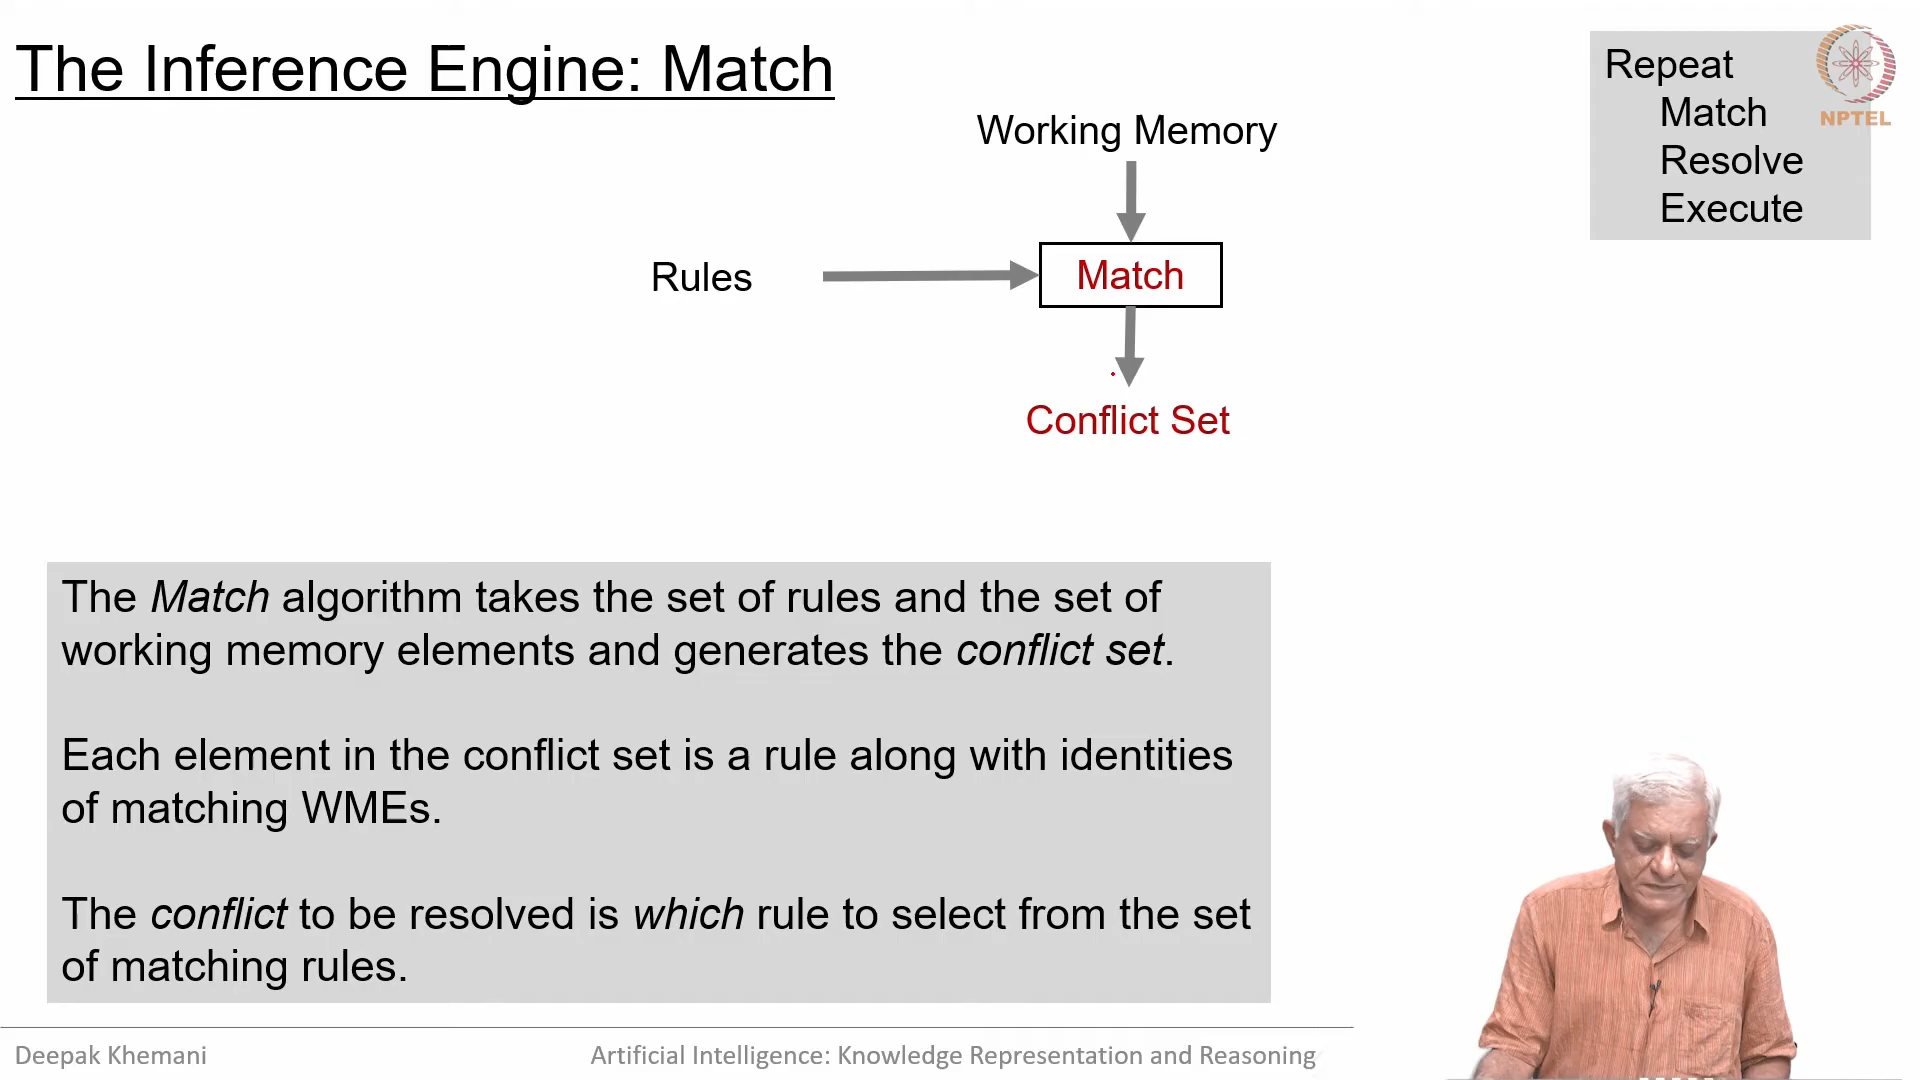 The Inference Engine: Match
Repeat
Match
Resolve
Execute
NPTEL
Working Memory
Rules
Match
Conflict Set
The Match algorithm takes the set of rules and the set of
working memory elements and generates the conflict set.
Each element in the conflict set is a rule along with identities
of matching WMEs.
The conflict to be resolved is which rule to select from the set
of matching rules.
Deepak Khemani
Artificial Intelligence: Knowledge Representation and Reasoning